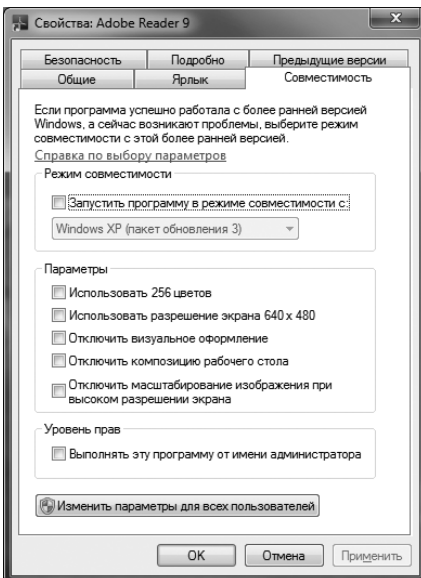 Свойства: Adobe Reader 9
Безопасность Подробно Предыдущие версии
Общие Ярлык Совместимость
Если программа успешно работала с более ранней версией
Windows, а сейчас возникают проблемы, выберите режим
совместимости с этой более ранней версией.
Справка по выбору параметров
Режим совместимости
Запустить программу в режиме совместимости с:
Windows XP (пакет обновления 3)
Параметры
Использовать 256 цветов
Использовать разрешение экрана 640 x 480
Отключить визуальное оформление
Отключить композицию рабочего стола
Отключить масштабирование изображения при
высоком разрешении экрана
Уровень прав
Выполнять эту программу от имени администратора
Изменить параметры для всех пользователей
OK Отмена Применить